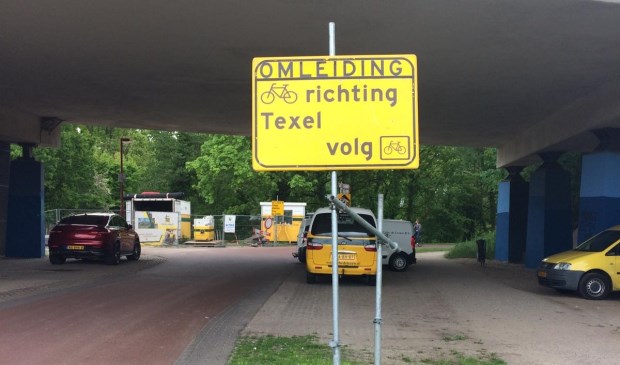 OMLEIDING
richting
Texel
volg